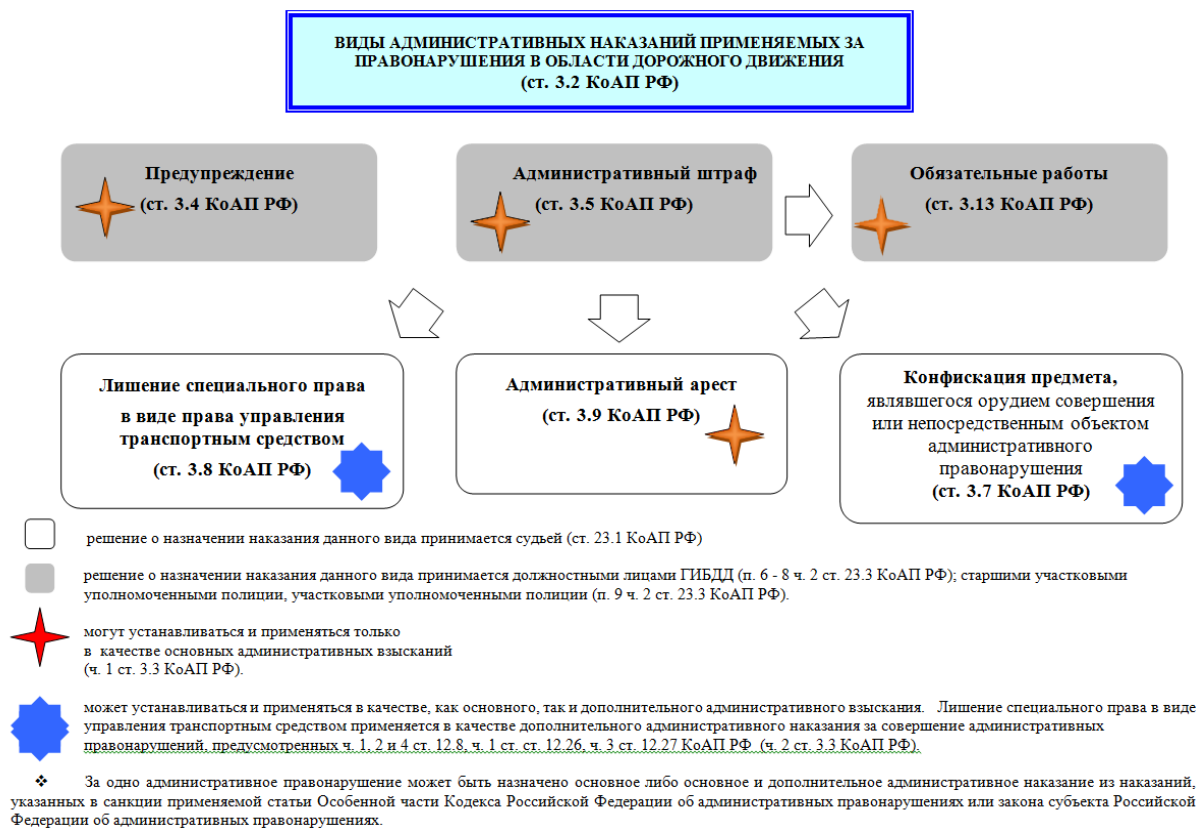 ВИДЫ АДМИНИСТРАТИВНЫХ НАКАЗАНИЙ ПРИМЕНЯЕМЫХ ЗА
ПРАВОНАРУШЕНИЯ В ОБЛАСТИ ДОРОЖНОГО ДВИЖЕНИЯ
(ст. 3.2 КоАП РФ)
Предупреждение
(ст. 3.4 КоАП РФ)
Административный штраф
(ст. 3.5 КоАП РФ)
Обязательные работы
(ст. 3.13 КоАП РФ)
Лишение специального права
в виде права управления
транспортным средством
(ст. 3.8 КоАП РФ)
Административный арест
(ст. 3.9 КоАП РФ)
Конфискация предмета,
являвшегося орудием совершения
или непосредственным объектом
административного
правонарушения
(ст. 3.7 КоАП РФ)
решение о назначении наказания данного вида принимается судьей (ст. 23.1 КоАП РФ)
решение о назначении наказания данного вида принимается должностными лицами ГИБДД (п. 6 - 8 ч. 2 ст. 23.3 КоАП РФ); старшими участковыми
уполномоченными полиции, участковыми уполномоченными полиции (п. 9 ч. 2 ст. 23.3 КоАП РФ).
могут устанавливаться и применяться только
в качестве основных административных взысканий
(ч. 1 ст. 3.3 КоАП РФ).
может устанавливаться и применяться в качестве, как основного, так и дополнительного административного взыскания. Лишение специального права в виде
управления транспортным средством применяется в качестве дополнительного административного наказания за совершение административных
правонарушений, предусмотренных ч. 1, 2 и 4 ст. 12.8, ч. 1 ст. ст. 12.26, ч. 3 ст. 12.27 КоАП РФ (ч. 2 ст. 3.3 КоАП РФ).
❖ За одно административное правонарушение может быть назначено основное либо основное и дополнительное административное наказание из наказаний,
указанных в санкции применяемой статьи Особенной части Кодекса Российской Федерации об административных правонарушениях или закона субъекта Российской
Федерации об административных правонарушениях.